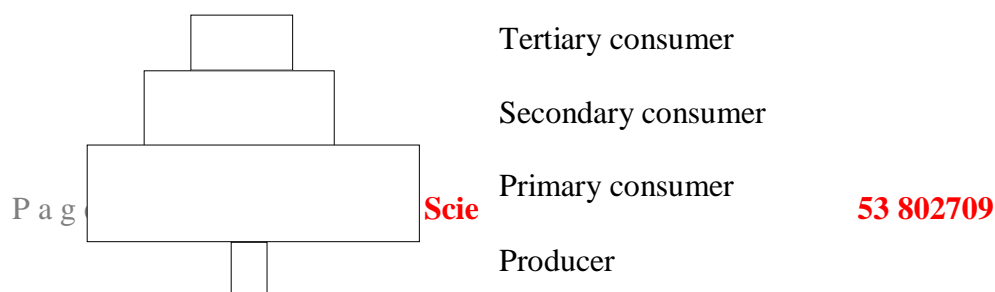 Tertiary consumer
Secondary consumer
Primary consumer
P a g Scie 53 802709
Producer